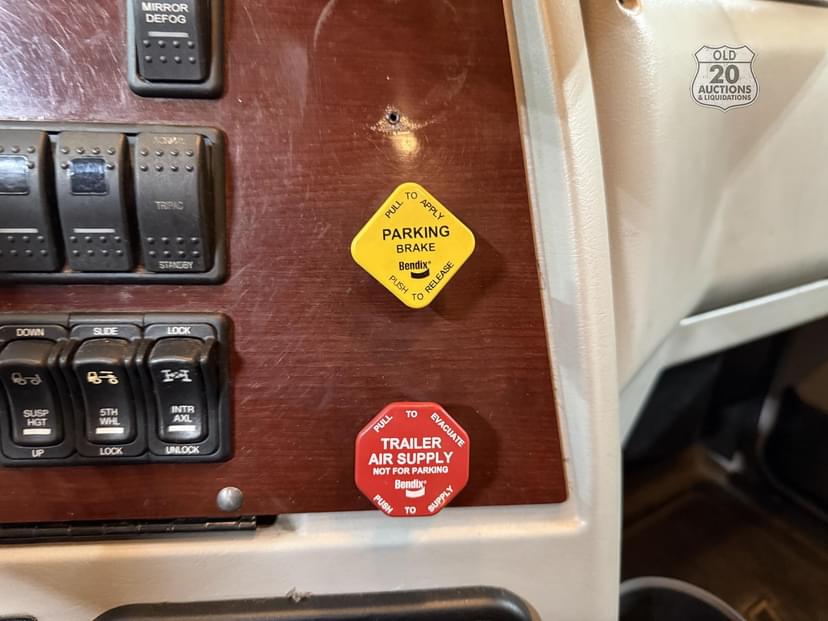 MIRROR
DEFOG
OLD
20
AUCTIONS
& LIQUIDATIONS
NORMAL
TRIPAC
STANDBY
PULL TO APPLY
PARKING
BRAKE
Bendix®
PUSH TO RELEASE
DOWN SLIDE LOCK
SUSP
HGT
5TH
WHL
INTR
AXL
UP LOCK UNLOCK
PULL TO EVACUATE
TRAILER
AIR SUPPLY
NOT FOR PARKING
Bendix®
PUSH TO SUPPLY